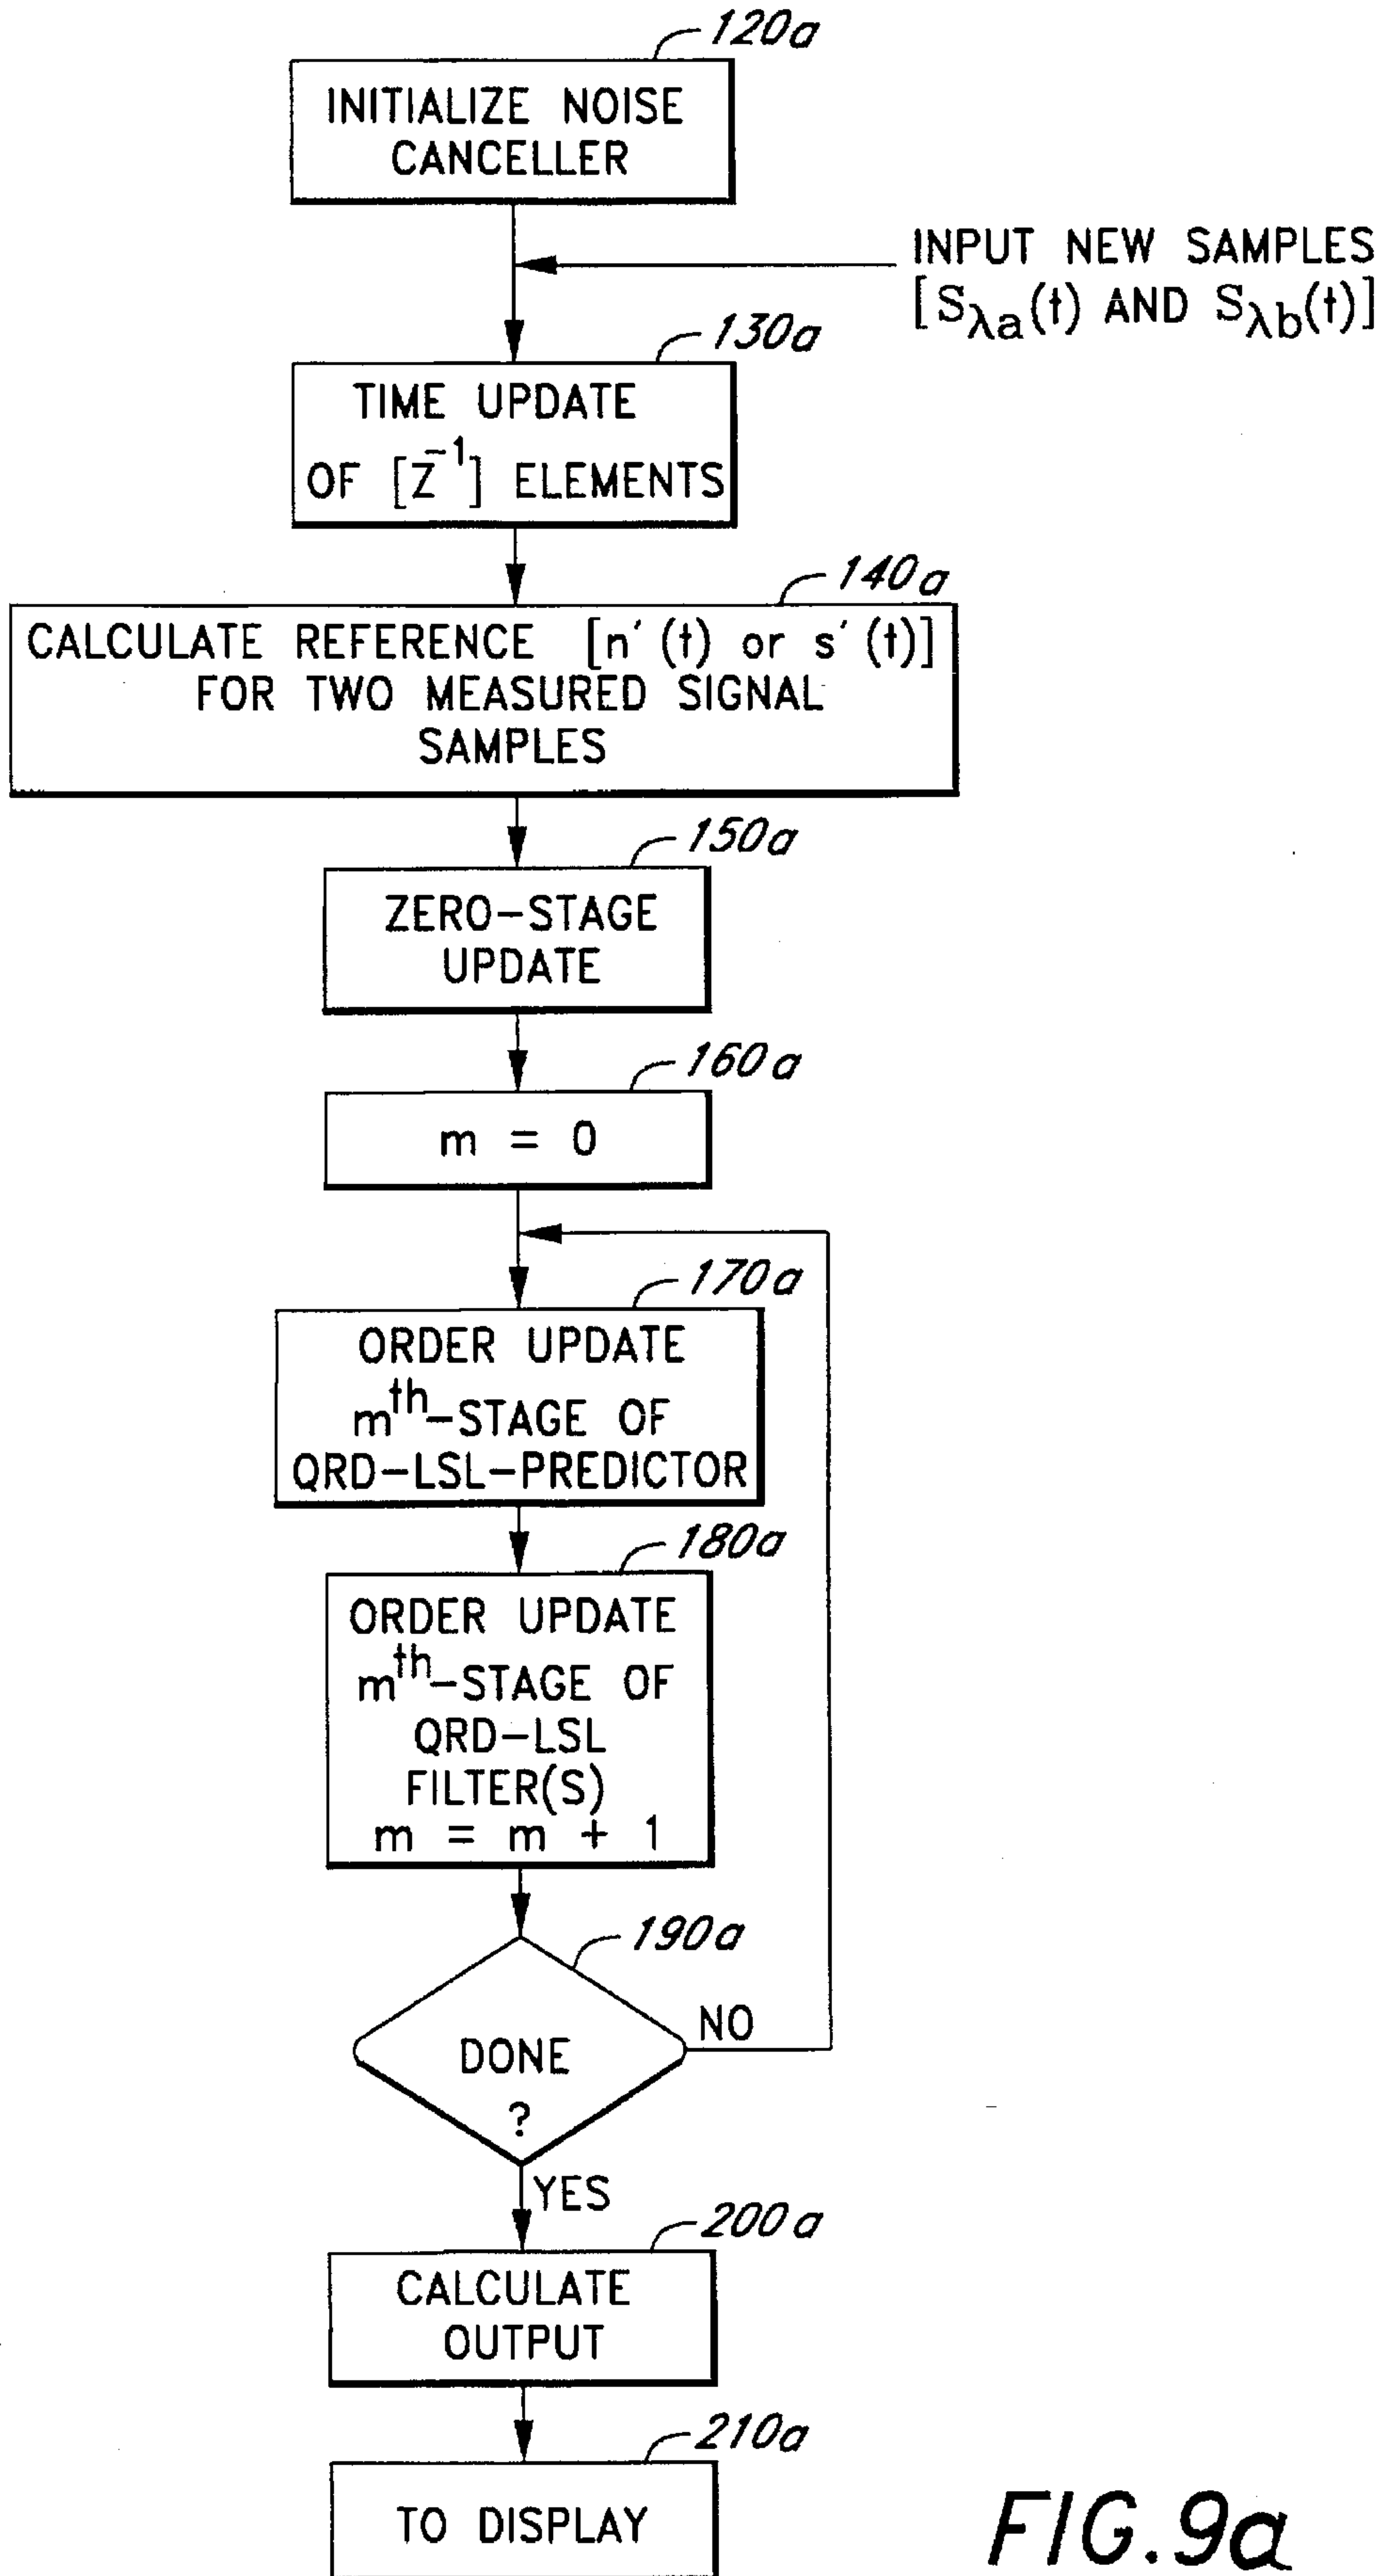 120a
INITIALIZE NOISE
CANCELLER
INPUT NEW SAMPLES
[Sλa(t) AND Sλb(t)]
130a
TIME UPDATE
OF [Z⁻¹] ELEMENTS
140a
CALCULATE REFERENCE [n′(t) or s′(t)]
FOR TWO MEASURED SIGNAL
SAMPLES
150a
ZERO-STAGE
UPDATE
160a
m = 0
170a
ORDER UPDATE
mth-STAGE OF
QRD-LSL-PREDICTOR
180a
ORDER UPDATE
mth-STAGE OF
QRD-LSL
FILTER(S)
m = m + 1
190a
NO
DONE
?
YES
200a
CALCULATE
OUTPUT
210a
TO DISPLAY
FIG.9a